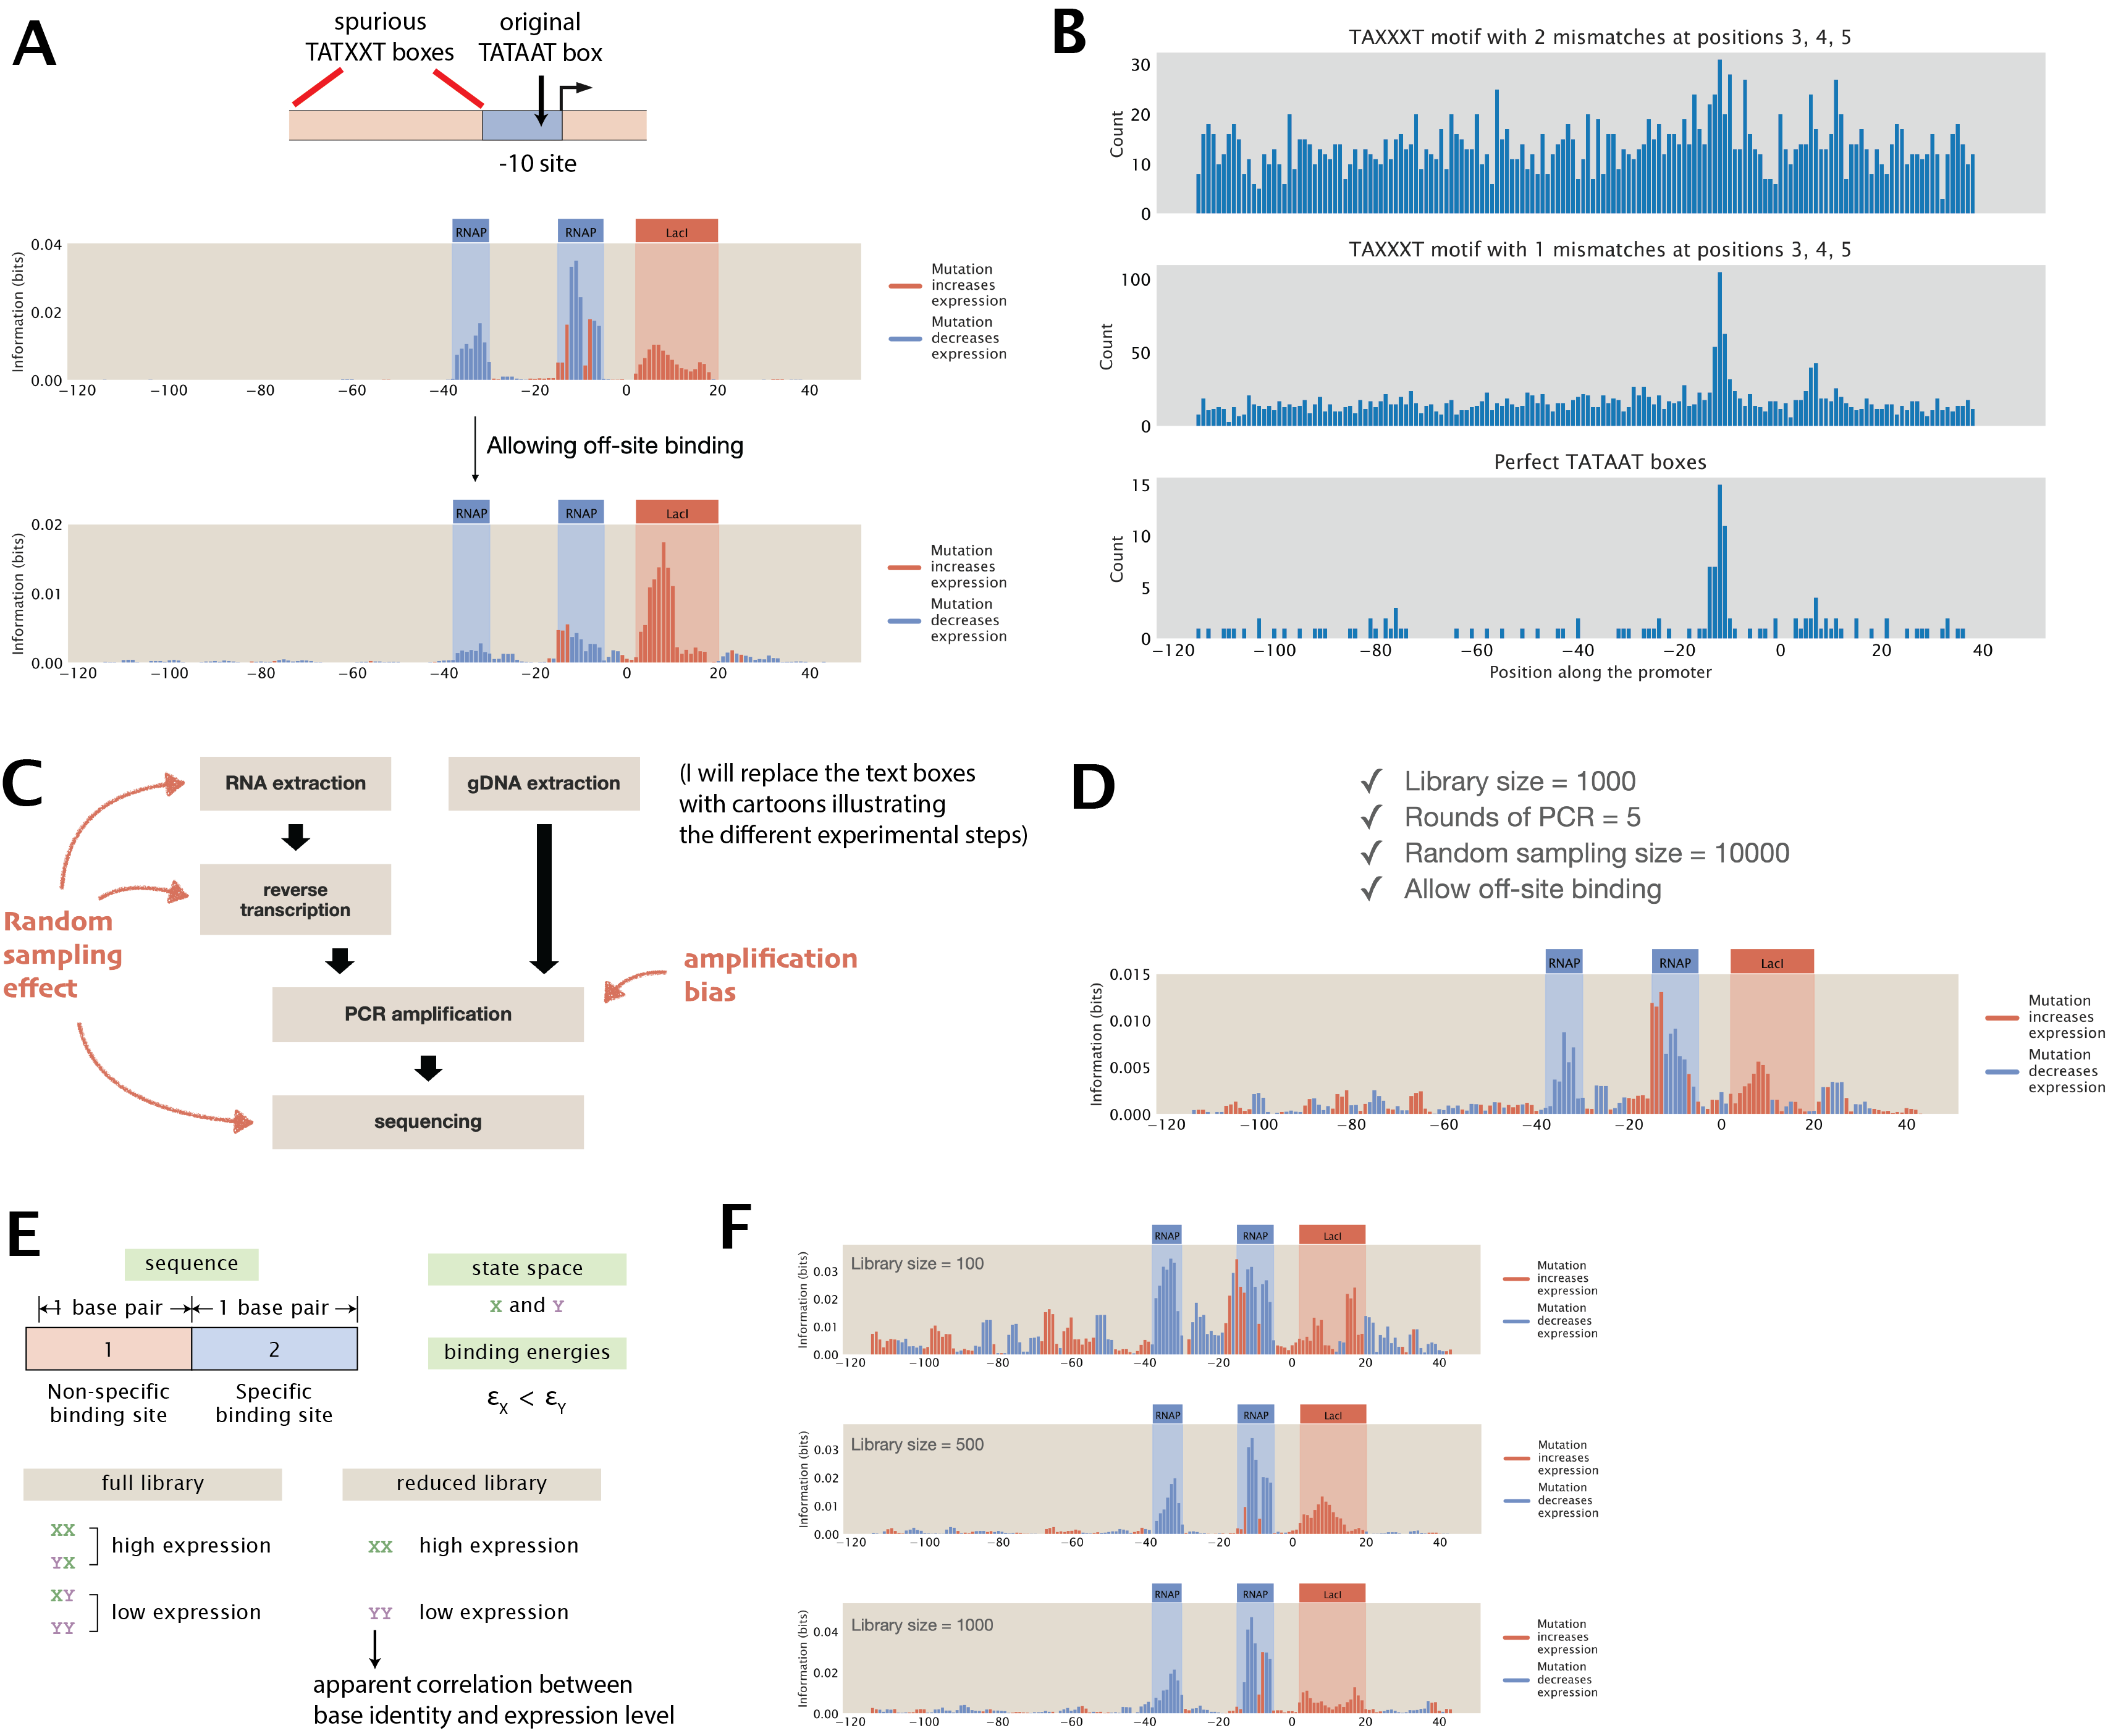 A
spurious
TATXXT boxes
original
TATAAT box
-10 site
RNAP
RNAP
LacI
Information (bits)
0.04
0.02
0.00
−120
−100
−80
−60
−40
−20
0
20
40
Mutation
increases
expression
Mutation
decreases
expression
Allowing off-site binding
RNAP
RNAP
LacI
Information (bits)
0.02
0.01
0.00
−120
−100
−80
−60
−40
−20
0
20
40
Mutation
increases
expression
Mutation
decreases
expression
B
TAXXXT motif with 2 mismatches at positions 3, 4, 5
Count
30
20
10
0
TAXXXT motif with 1 mismatches at positions 3, 4, 5
Count
100
50
0
Perfect TATAAT boxes
Count
15
10
5
0
−120
−100
−80
−60
−40
−20
0
20
40
Position along the promoter
C
RNA extraction
gDNA extraction
(I will replace the text boxes
with cartoons illustrating
the different experimental steps)
reverse
transcription
Random
sampling
effect
amplification
bias
PCR amplification
sequencing
D
✓ Library size = 1000
✓ Rounds of PCR = 5
✓ Random sampling size = 10000
✓ Allow off-site binding
RNAP
RNAP
LacI
Information (bits)
0.015
0.010
0.005
0.000
−120
−100
−80
−60
−40
−20
0
20
40
Mutation
increases
expression
Mutation
decreases
expression
E
sequence
1 base pair
1 base pair
1
2
Non-specific
binding site
Specific
binding site
state space
X and Y
binding energies
εX < εY
full library
XX
YX
high expression
XY
YY
low expression
reduced library
XX high expression
YY low expression
apparent correlation between
base identity and expression level
F
RNAP
RNAP
LacI
Library size = 100
Information (bits)
0.03
0.02
0.01
0.00
−120
−100
−80
−60
−40
−20
0
20
40
Mutation
increases
expression
Mutation
decreases
expression
RNAP
RNAP
LacI
Library size = 500
Information (bits)
0.03
0.02
0.01
0.00
−120
−100
−80
−60
−40
−20
0
20
40
Mutation
increases
expression
Mutation
decreases
expression
RNAP
RNAP
LacI
Library size = 1000
Information (bits)
0.04
0.02
0.00
−120
−100
−80
−60
−40
−20
0
20
40
Mutation
increases
expression
Mutation
decreases
expression